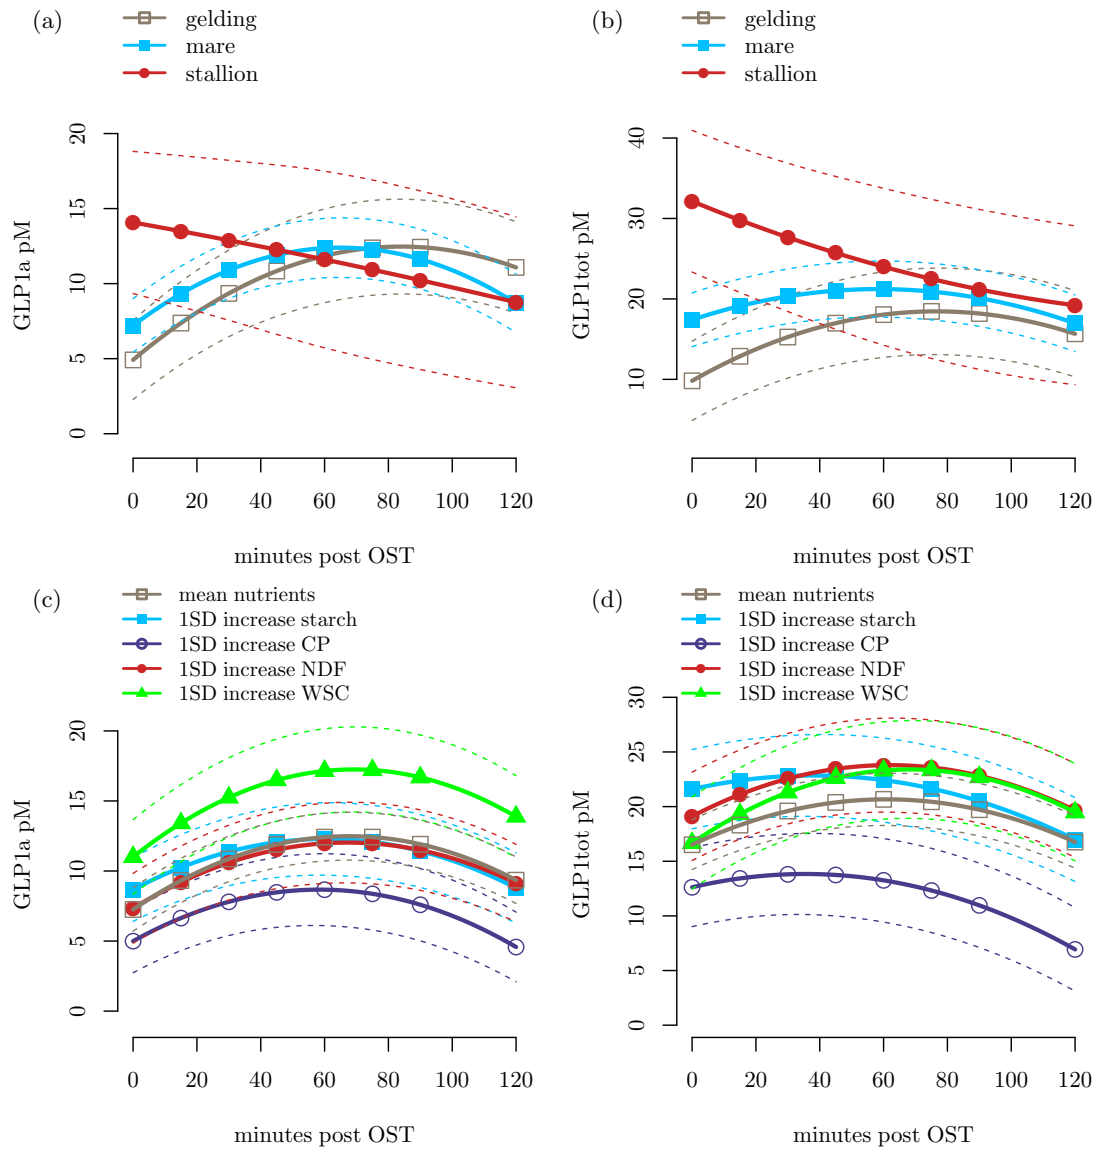 (a)
gelding
mare
stallion
GLP1a pM
20
15
10
5
0
0 20 40 60 80 100 120
minutes post OST
(b)
gelding
mare
stallion
GLP1tot pM
40
30
20
10
0 20 40 60 80 100 120
minutes post OST
(c)
mean nutrients
1SD increase starch
1SD increase CP
1SD increase NDF
1SD increase WSC
GLP1a pM
20
15
10
5
0
0 20 40 60 80 100 120
minutes post OST
(d)
mean nutrients
1SD increase starch
1SD increase CP
1SD increase NDF
1SD increase WSC
GLP1tot pM
30
25
20
15
10
5
0
0 20 40 60 80 100 120
minutes post OST